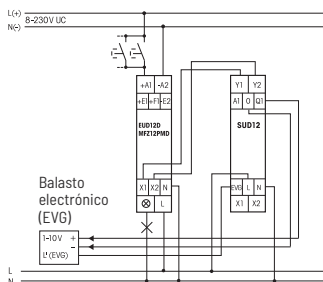 L(+)
N(-) 8-230V UC
+A1 -A2
+E1 +F1 -E2
EUD12D
MFZ12PMD
X1 X2 N
L
Y1 Y2
A1 0 Q1
SUD12
EVG L N
X1 X2
Balasto
electrónico
(EVG)
1-10V +
-
L' (EVG)
L
N